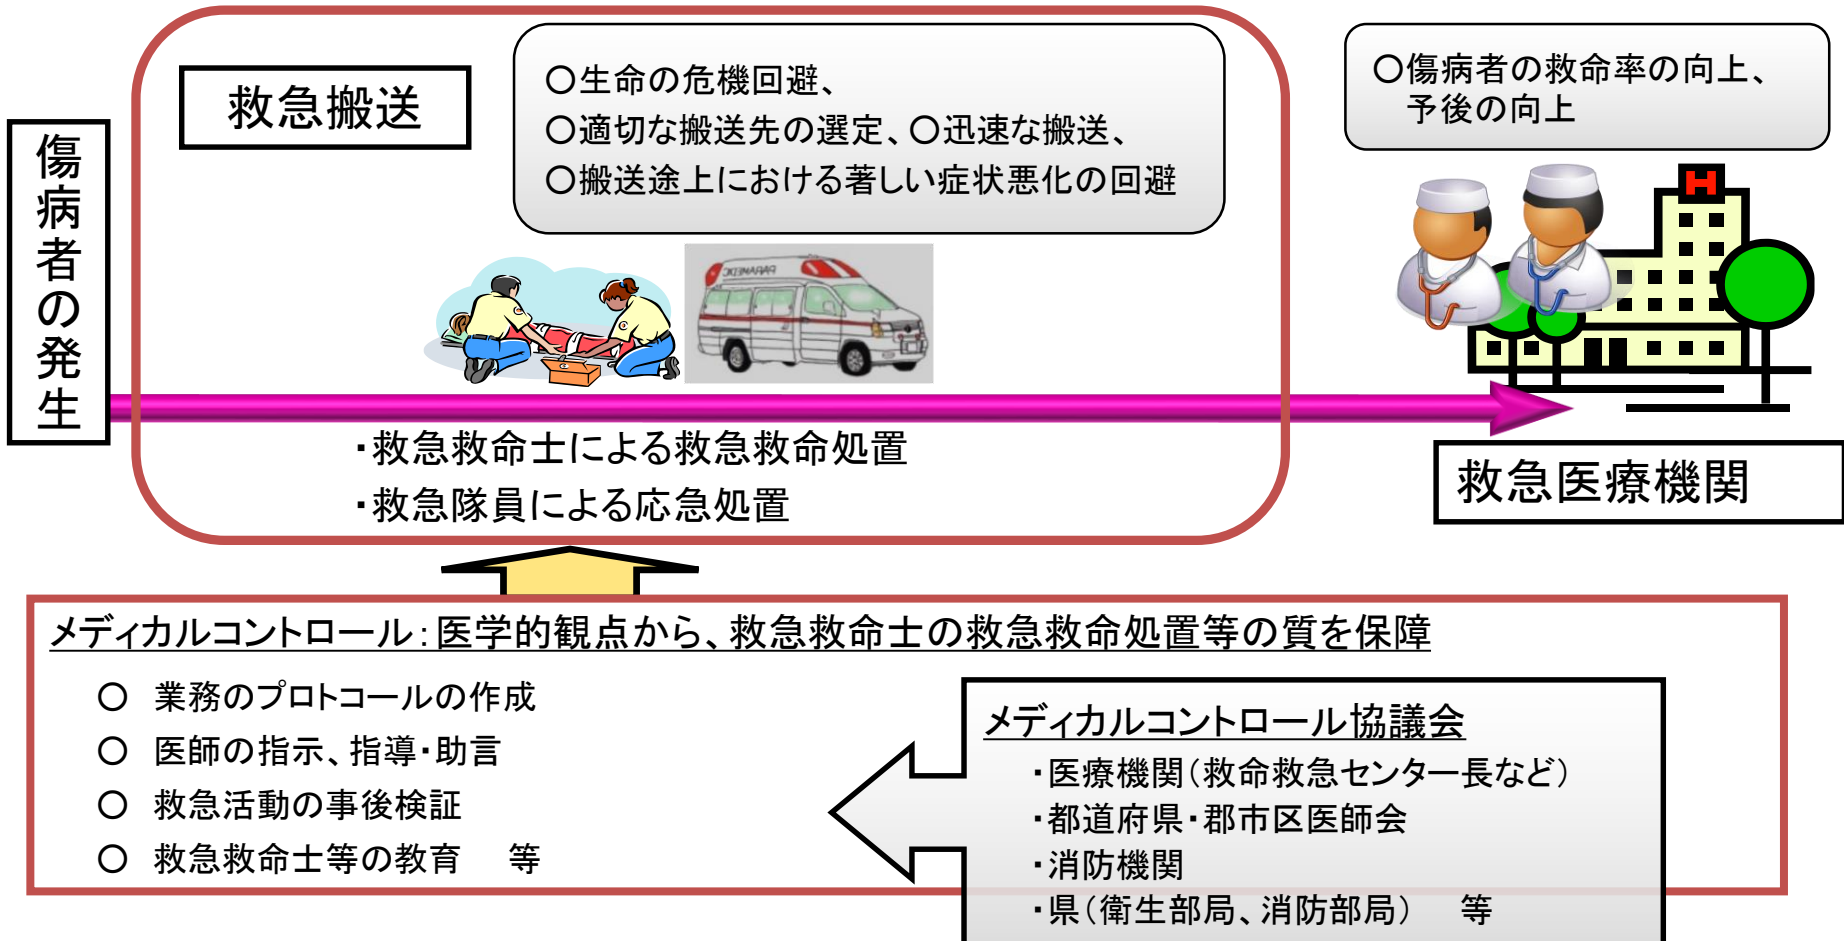 救急搬送
○生命の危機回避、
○適切な搬送先の選定、○迅速な搬送、
○搬送途上における著しい症状悪化の回避
○傷病者の救命率の向上、
予後の向上
傷病者の発生
PARAMEDIC
H
・救急救命士による救急救命処置
・救急隊員による応急処置
救急医療機関
メディカルコントロール：医学的観点から、救急救命士の救急救命処置等の質を保障
○ 業務のプロトコールの作成
○ 医師の指示、指導・助言
○ 救急活動の事後検証
○ 救急救命士等の教育　等
メディカルコントロール協議会
・医療機関（救命救急センター長など）
・都道府県・郡市区医師会
・消防機関
・県（衛生部局、消防部局）　等